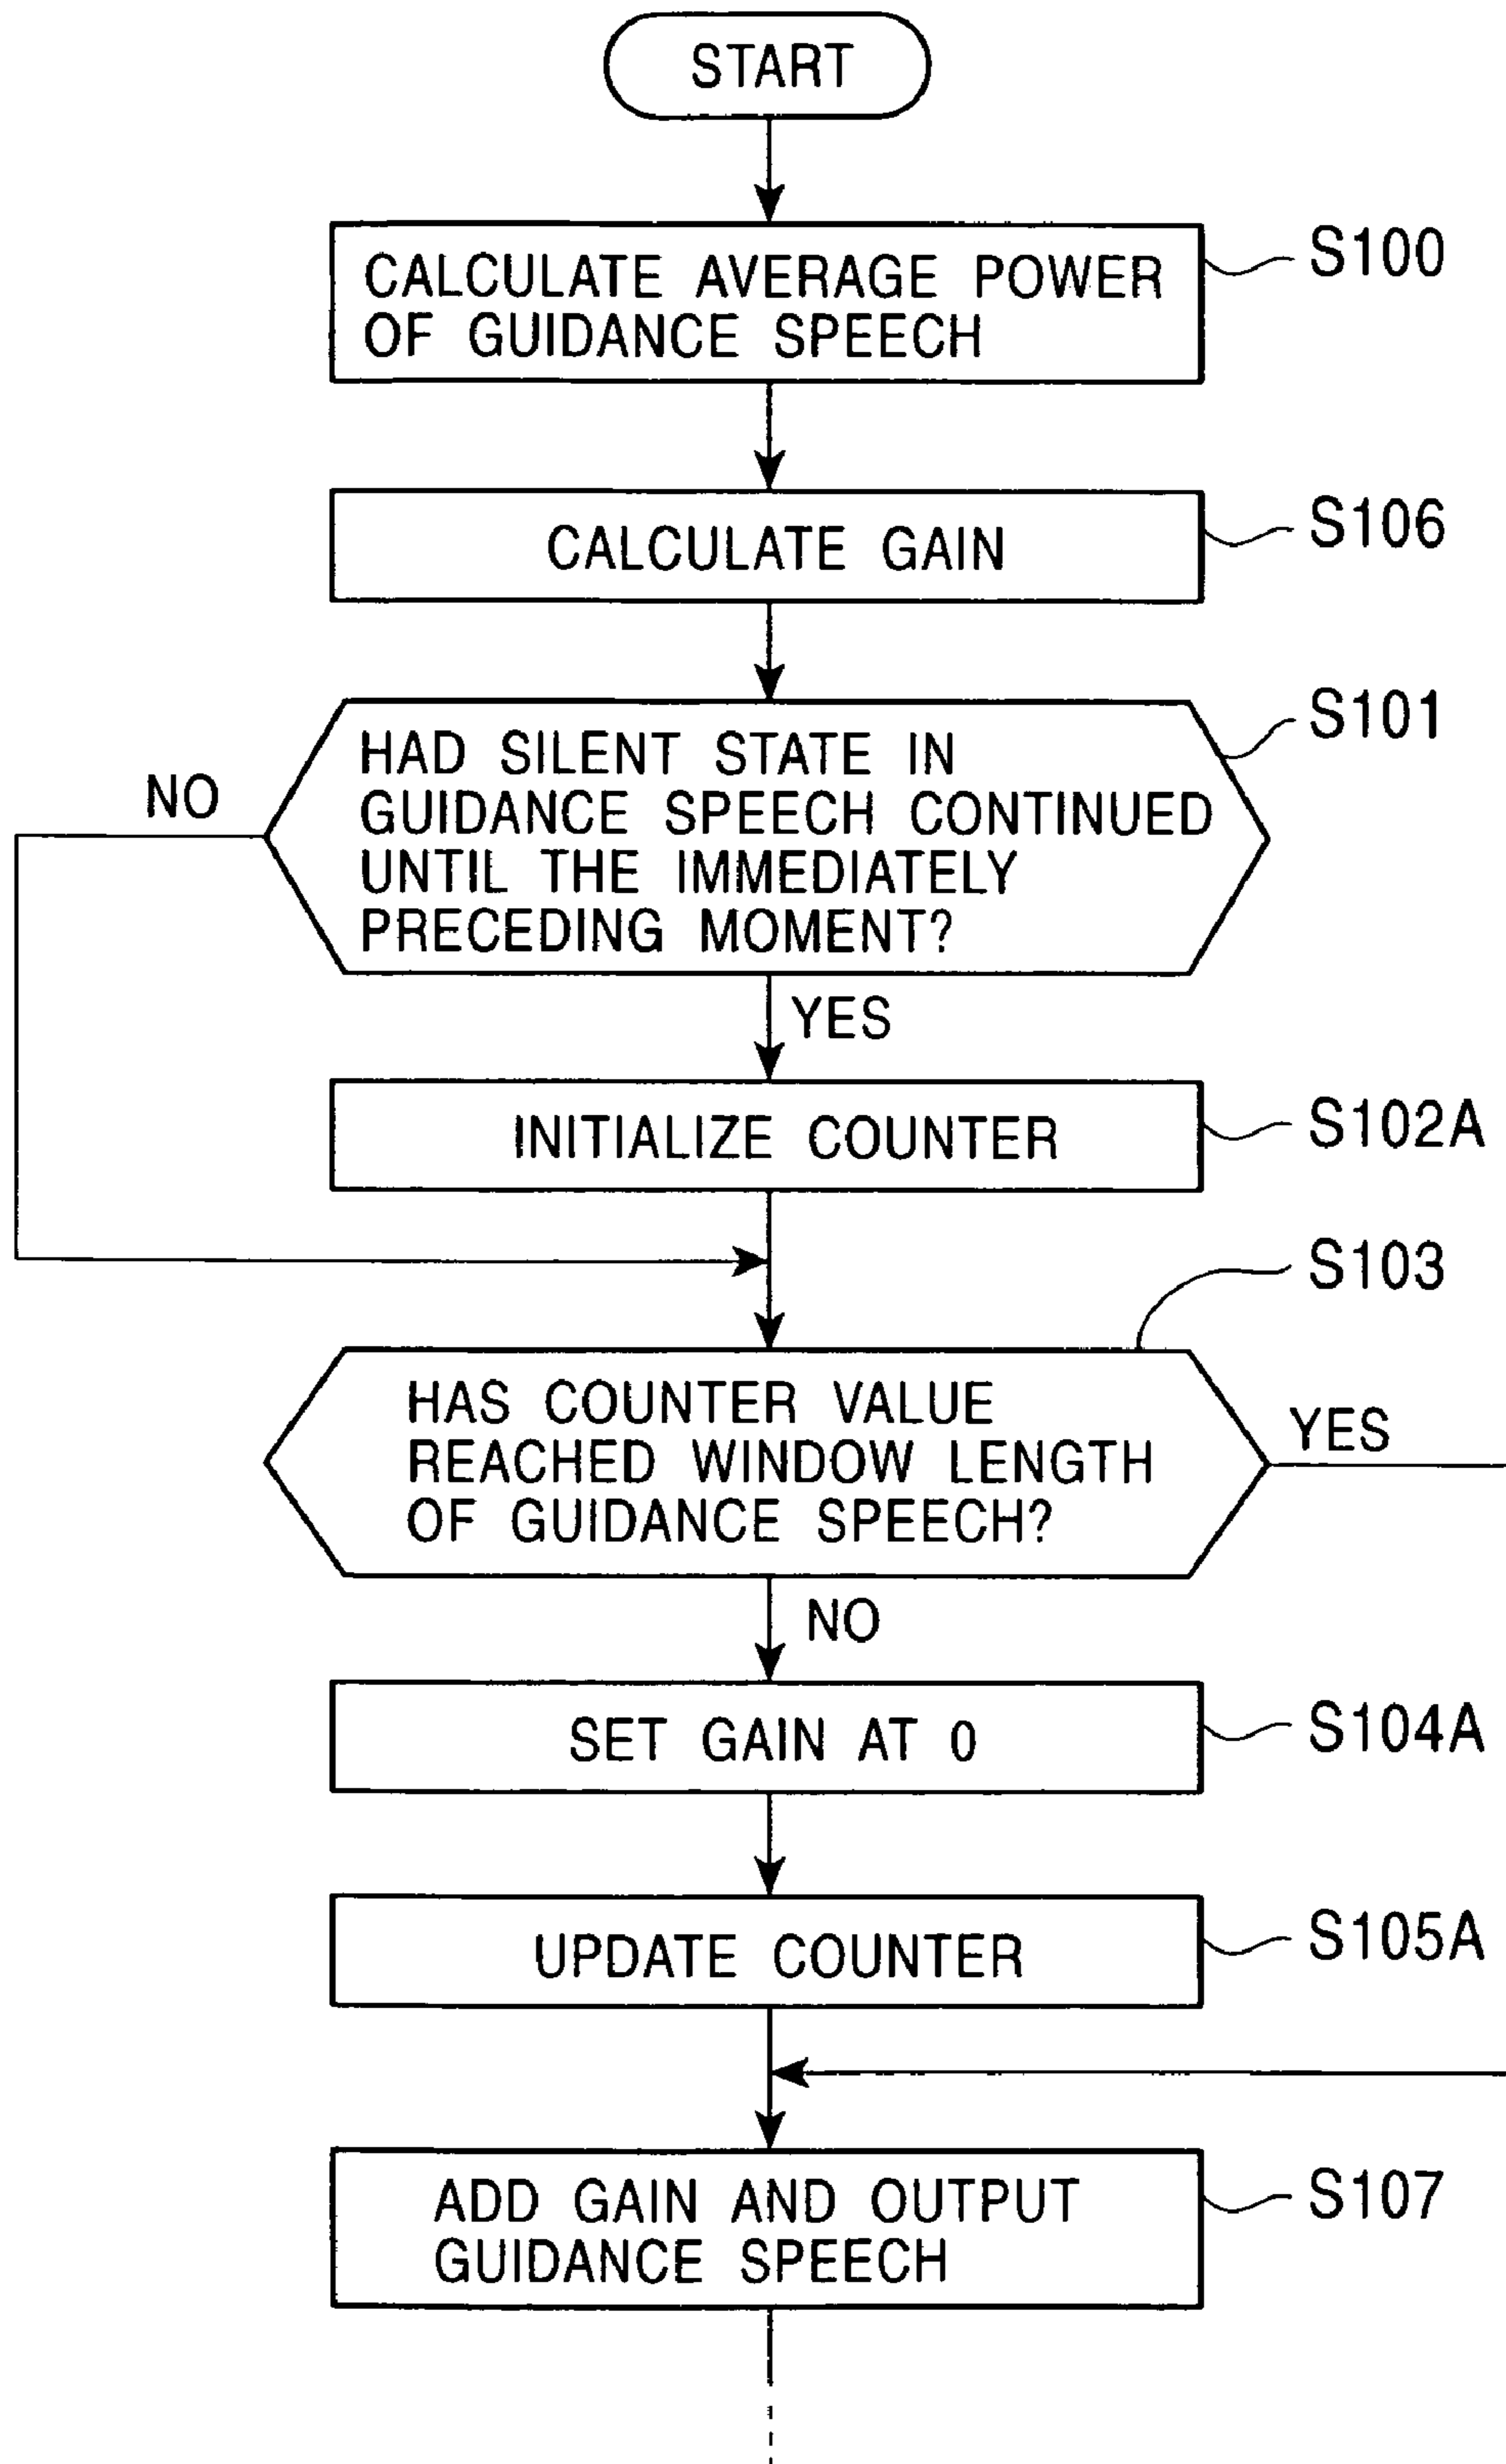 START
CALCULATE AVERAGE POWER
OF GUIDANCE SPEECH
S100
CALCULATE GAIN
S106
HAD SILENT STATE IN
GUIDANCE SPEECH CONTINUED
UNTIL THE IMMEDIATELY
PRECEDING MOMENT?
S101
NO
YES
INITIALIZE COUNTER
S102A
S103
HAS COUNTER VALUE
REACHED WINDOW LENGTH
OF GUIDANCE SPEECH?
YES
NO
SET GAIN AT 0
S104A
UPDATE COUNTER
S105A
ADD GAIN AND OUTPUT
GUIDANCE SPEECH
S107